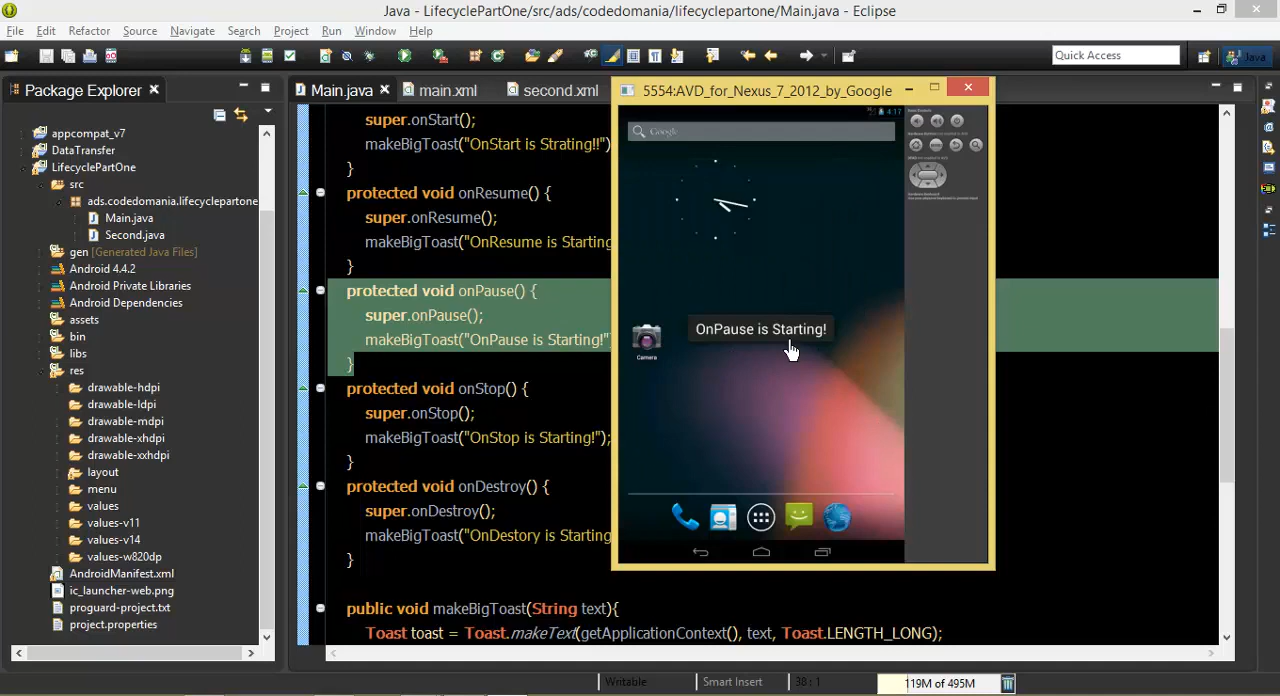 Java - LifecyclePartOne/src/ads/codedomania/lifecyclepartone/Main.java - Eclipse
File Edit Refactor Source Navigate Search Project Run Window Help
Quick Access
Java
Package Explorer
Main.java
main.xml
second.xml
appcompat_v7
DataTransfer
LifecyclePartOne
src
ads.codedomania.lifecyclepartone
Main.java
Second.java
gen [Generated Java Files]
Android 4.4.2
Android Private Libraries
Android Dependencies
assets
bin
libs
res
drawable-hdpi
drawable-ldpi
drawable-mdpi
drawable-xhdpi
drawable-xxhdpi
layout
menu
values
values-v11
values-v14
values-w820dp
AndroidManifest.xml
ic_launcher-web.png
proguard-project.txt
project.properties
super.onStart();
makeBigToast("OnStart is Strating!!")
}
protected void onResume() {
super.onResume();
makeBigToast("OnResume is Starting
}
protected void onPause() {
super.onPause();
makeBigToast("OnPause is Starting!"
}
protected void onStop() {
super.onStop();
makeBigToast("OnStop is Starting!");
}
protected void onDestroy() {
super.onDestroy();
makeBigToast("OnDestory is Starting
}
public void makeBigToast(String text){
Toast toast = Toast.makeText(getApplicationContext(), text, Toast.LENGTH_LONG);
5554:AVD_for_Nexus_7_2012_by_Google
4:17
Google
OnPause is Starting!
Camera
Writable
Smart Insert
38 : 1
119M of 495M